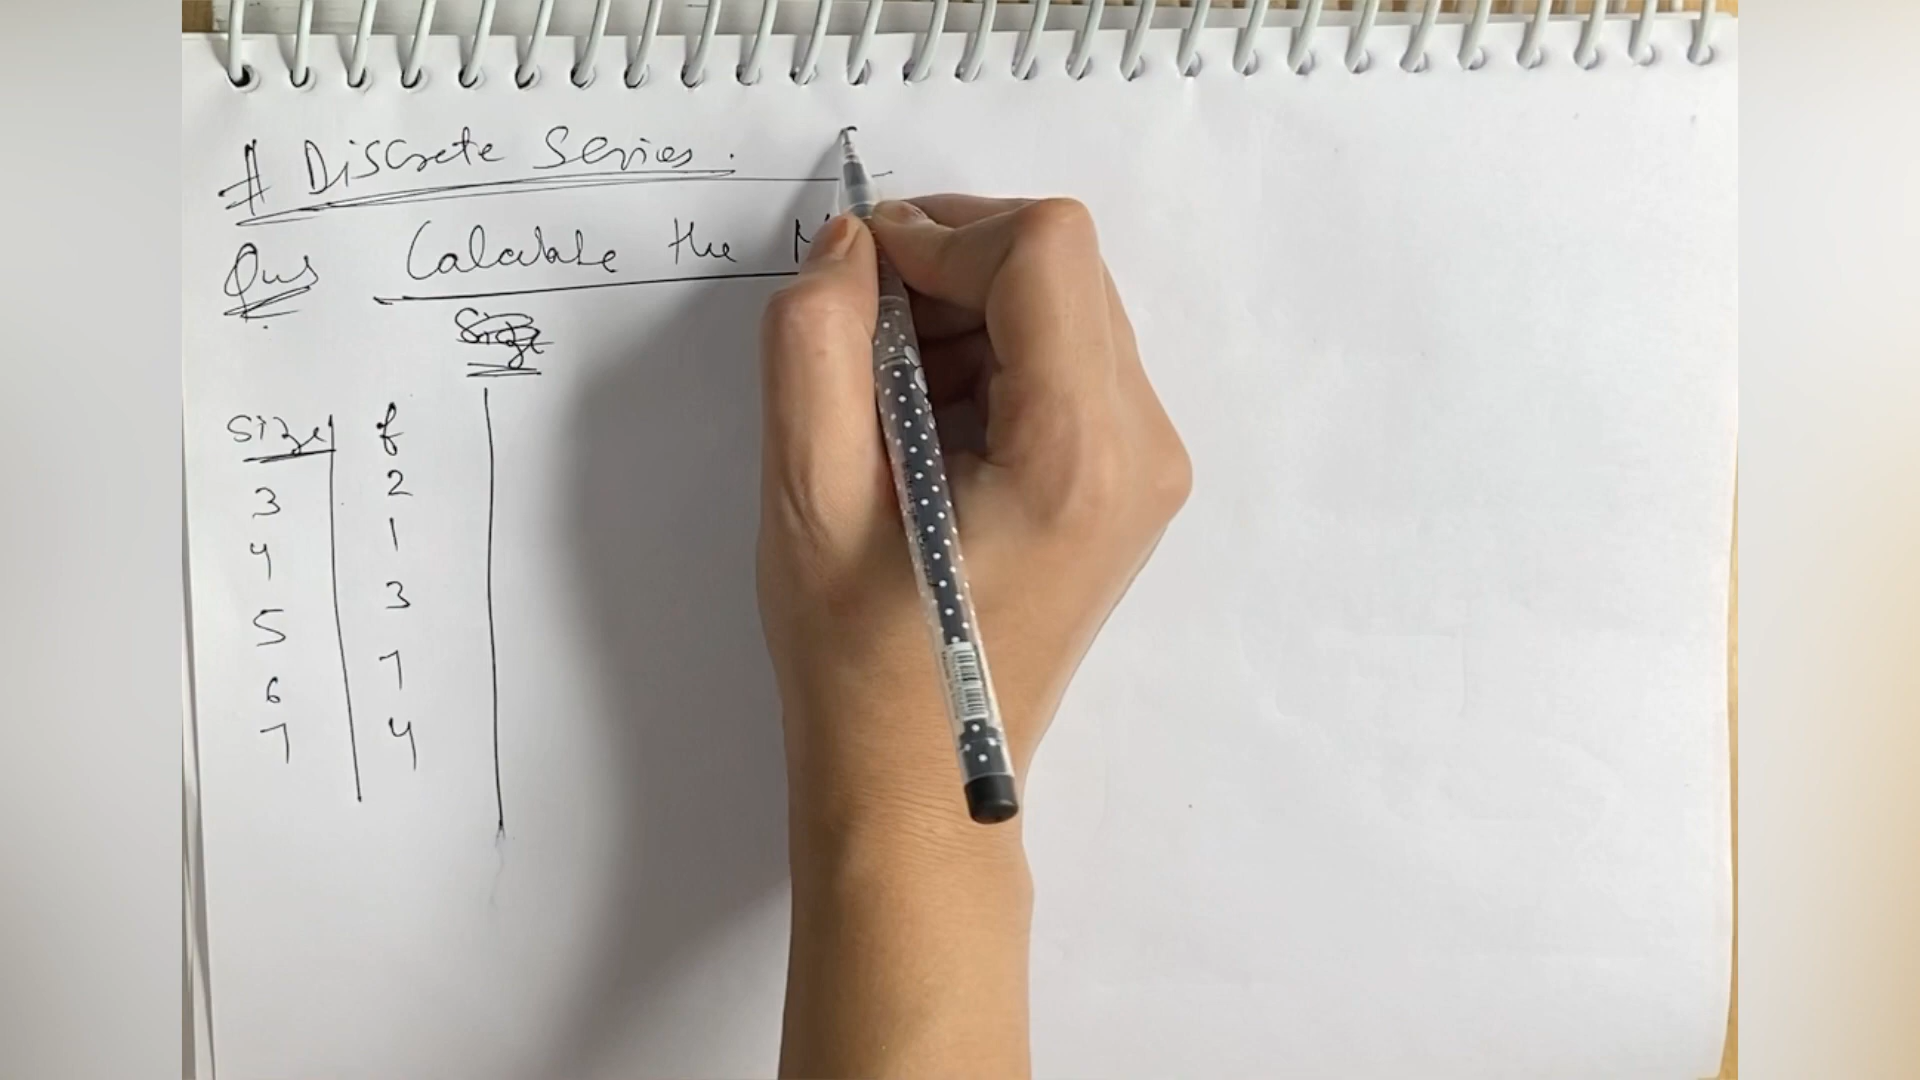 # Discrete Series.
Ques Calculate the
Size
Size f
3 2
4 1
5 3
6 7
7 4